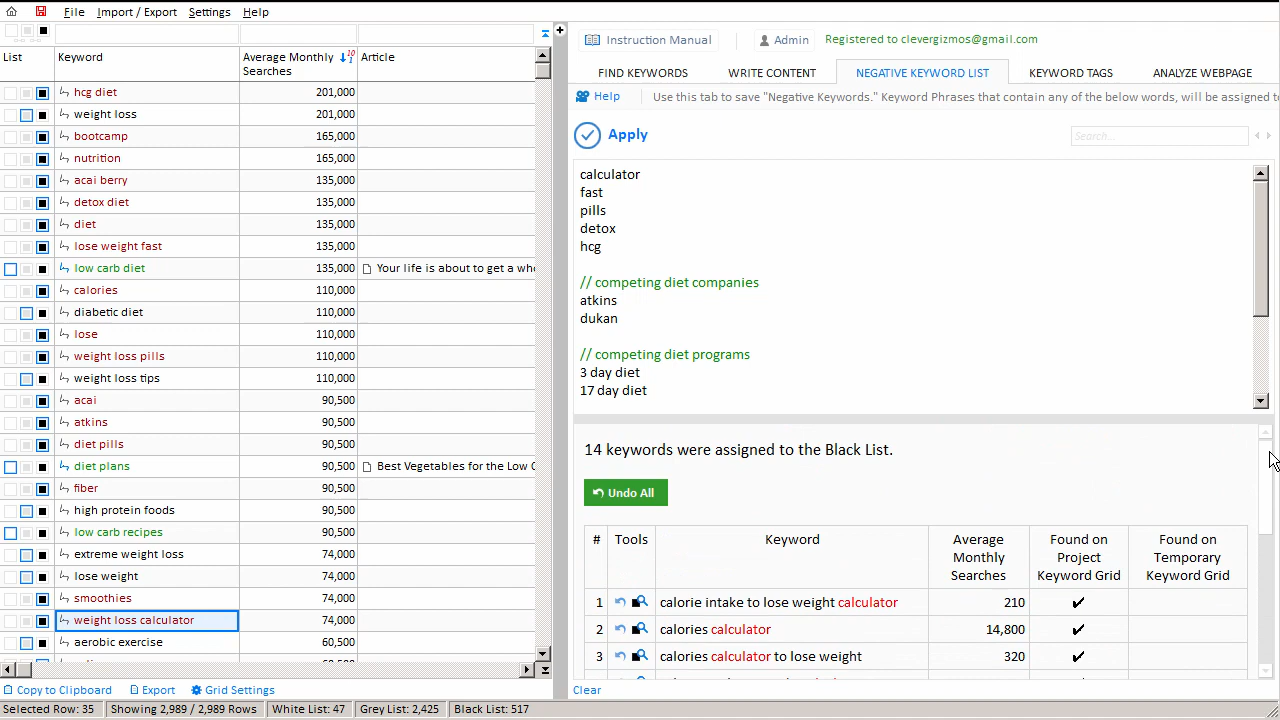 File Import / Export Settings Help
List Keyword Average Monthly Searches Article
hcg diet 201,000
weight loss 201,000
bootcamp 165,000
nutrition 165,000
acai berry 135,000
detox diet 135,000
diet 135,000
lose weight fast 135,000
low carb diet 135,000 Your life is about to get a who
calories 110,000
diabetic diet 110,000
lose 110,000
weight loss pills 110,000
weight loss tips 110,000
acai 90,500
atkins 90,500
diet pills 90,500
diet plans 90,500 Best Vegetables for the Low C
fiber 90,500
high protein foods 90,500
low carb recipes 90,500
extreme weight loss 74,000
lose weight 74,000
smoothies 74,000
weight loss calculator 74,000
aerobic exercise 60,500
Copy to Clipboard Export Grid Settings
Instruction Manual Admin Registered to clevergizmos@gmail.com
FIND KEYWORDS WRITE CONTENT NEGATIVE KEYWORD LIST KEYWORD TAGS ANALYZE WEBPAGE
Help Use this tab to save "Negative Keywords." Keyword Phrases that contain any of the below words, will be assigned t
Apply Search...
calculator
fast
pills
detox
hcg
// competing diet companies
atkins
dukan
// competing diet programs
3 day diet
17 day diet
14 keywords were assigned to the Black List.
Undo All
# Tools Keyword Average Monthly Searches Found on Project Keyword Grid Found on Temporary Keyword Grid
1 calorie intake to lose weight calculator 210 ✔
2 calories calculator 14,800 ✔
3 calories calculator to lose weight 320 ✔
Clear
Selected Row: 35 Showing 2,989 / 2,989 Rows White List: 47 Grey List: 2,425 Black List: 517